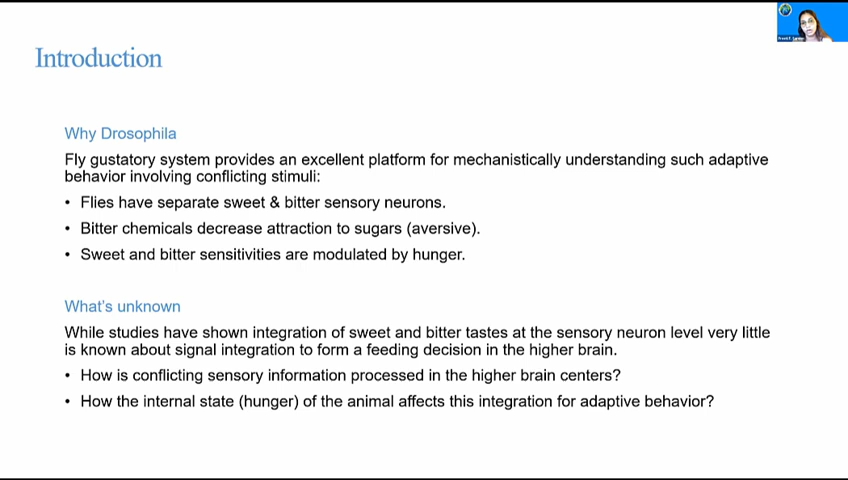 Introduction
Why Drosophila
Fly gustatory system provides an excellent platform for mechanistically understanding such adaptive
behavior involving conflicting stimuli:
• Flies have separate sweet & bitter sensory neurons.
• Bitter chemicals decrease attraction to sugars (aversive).
• Sweet and bitter sensitivities are modulated by hunger.
What's unknown
While studies have shown integration of sweet and bitter tastes at the sensory neuron level very little
is known about signal integration to form a feeding decision in the higher brain.
• How is conflicting sensory information processed in the higher brain centers?
• How the internal state (hunger) of the animal affects this integration for adaptive behavior?